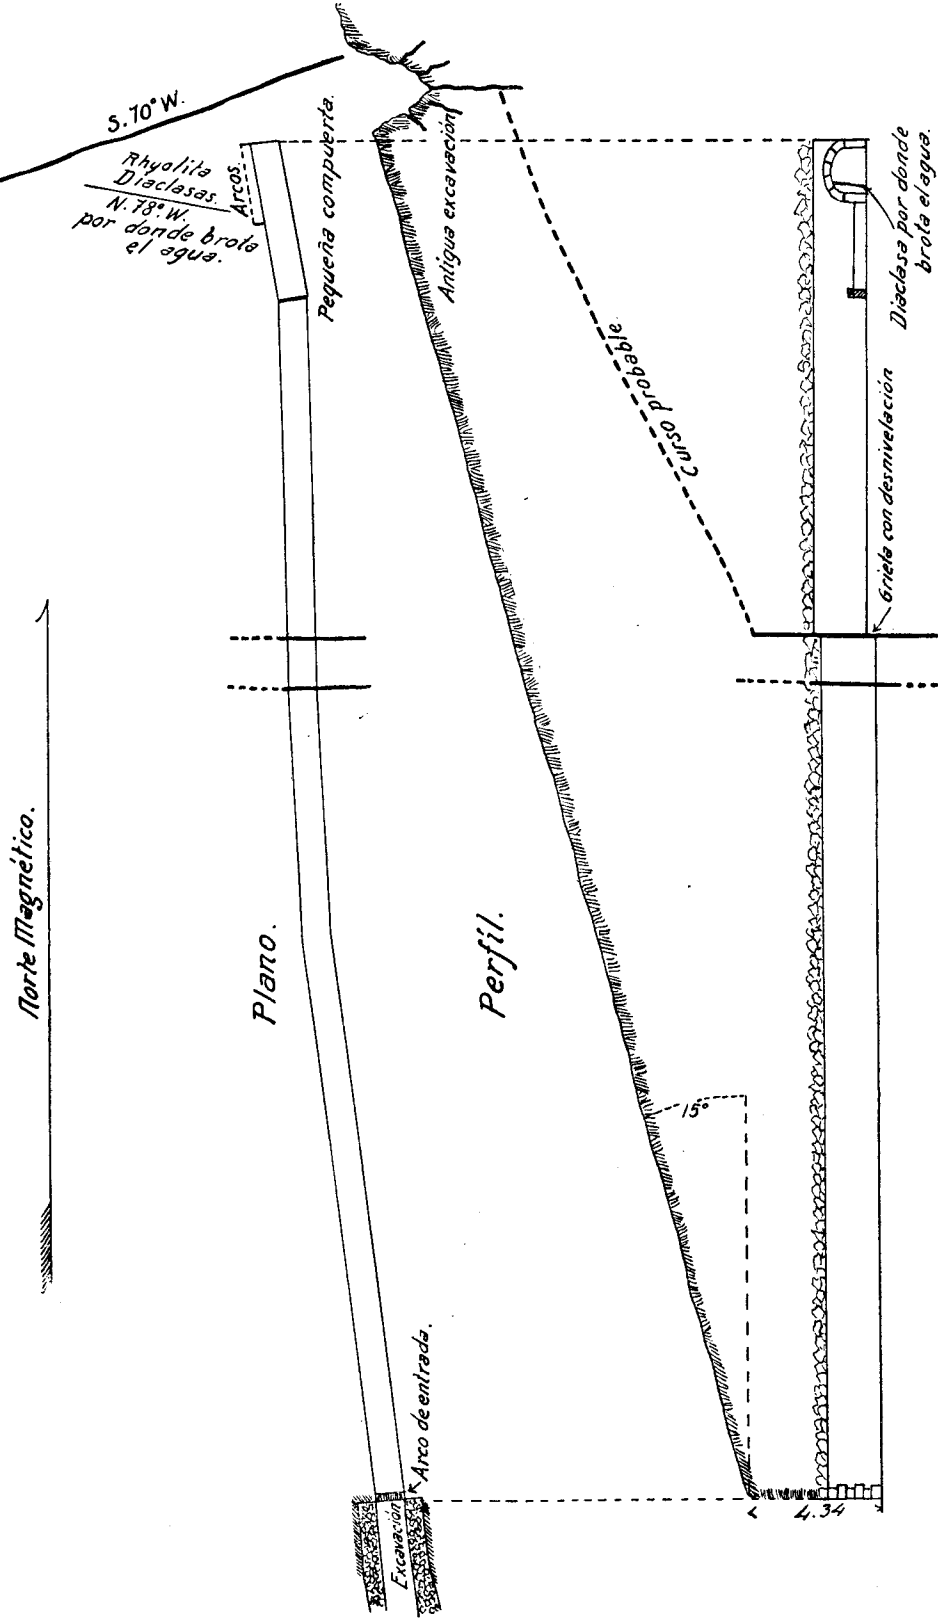 S. 70° W.
Rhyolita
Diaclasas.
N. 78° W.
por donde brota
el agua.
Arcos.
Pequeña compuerta.
Antigua excavación
Curso probable
Diaclasa por donde
brota el agua.
Grieta con desnivelación
Norte Magnético.
Plano.
Perfíl.
15°
Arco de entrada.
Excavación
4.34